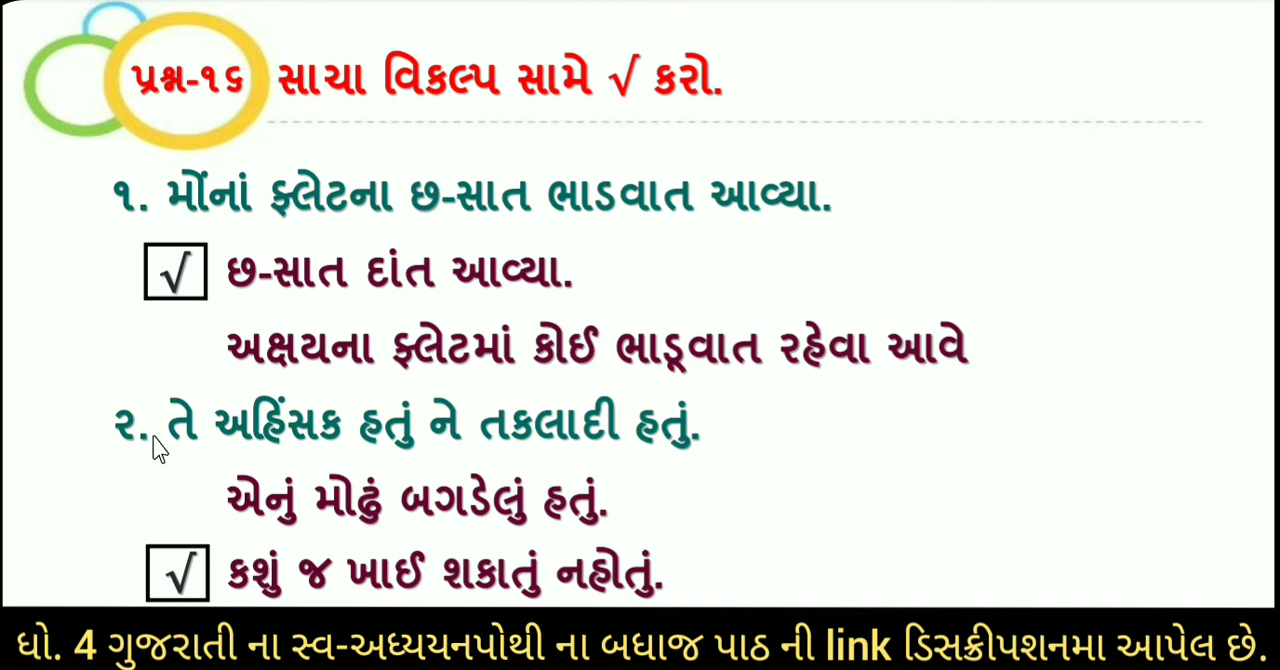 પ્રશ્ન-૧૬ સાચા વિકલ્પ સામે √ કરો.
૧. મોંનાં ફ્લેટના છ-સાત ભાડવાત આવ્યા.
√ છ-સાત દાંત આવ્યા.
અક્ષયના ફ્લેટમાં કોઈ ભાડૂવાત રહેવા આવે
૨. તે અહિંસક હતું ને તકલાદી હતું.
એનું મોઢું બગડેલું હતું.
√ કશું જ ખાઈ શકાતું નહોતું.
ધો. 4 ગુજરાતી ના સ્વ-અધ્યયનપોથી ના બધાજ પાઠ ની link ડિસક્રીપશનમા આપેલ છે.